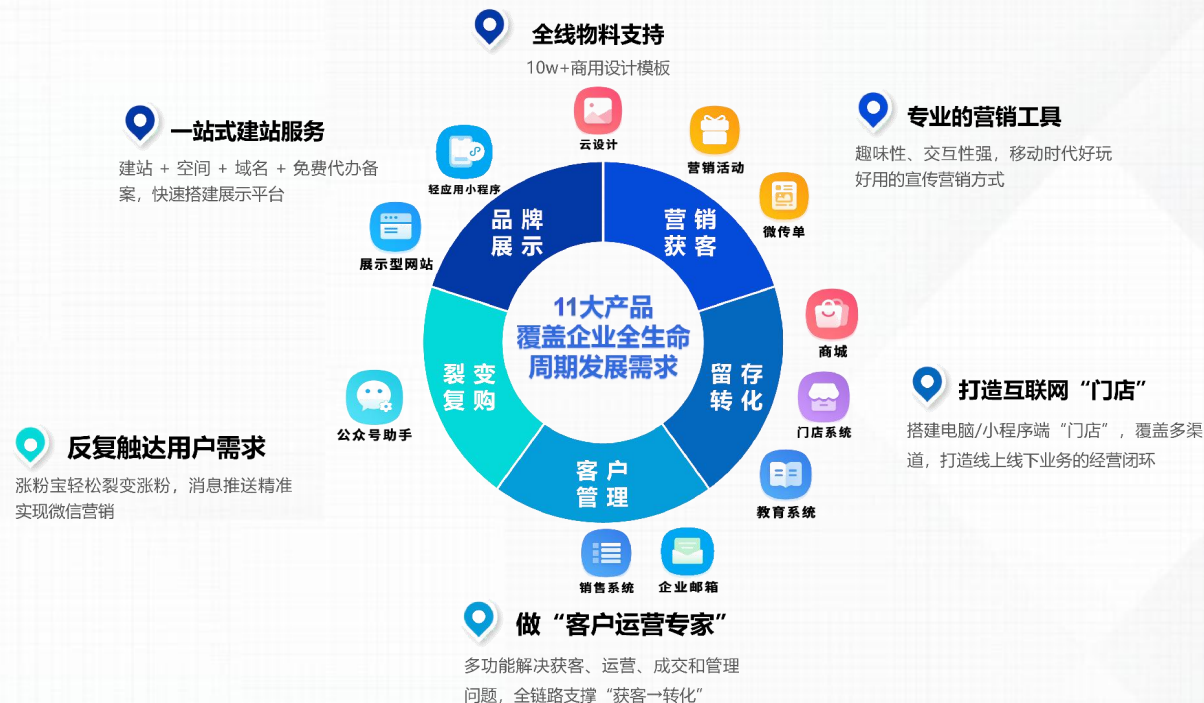 全线物料支持
10w+商用设计模板
云设计
一站式建站服务
建站 + 空间 + 域名 + 免费代办备
案，快速搭建展示平台
轻应用小程序
展示型网站
专业的营销工具
趣味性、交互性强，移动时代好玩
好用的宣传营销方式
营销活动
微传单
品牌
展示
营销
获客
11大产品
覆盖企业全生命
周期发展需求
裂变
复购
留存
转化
客户
管理
商城
门店系统
教育系统
打造互联网“门店”
搭建电脑/小程序端“门店”，覆盖多渠
道，打造线上线下业务的经营闭环
公众号助手
反复触达用户需求
涨粉宝轻松裂变涨粉，消息推送精准
实现微信营销
销售系统
企业邮箱
做“客户运营专家”
多功能解决获客、运营、成交和管理
问题，全链路支撑“获客→转化”